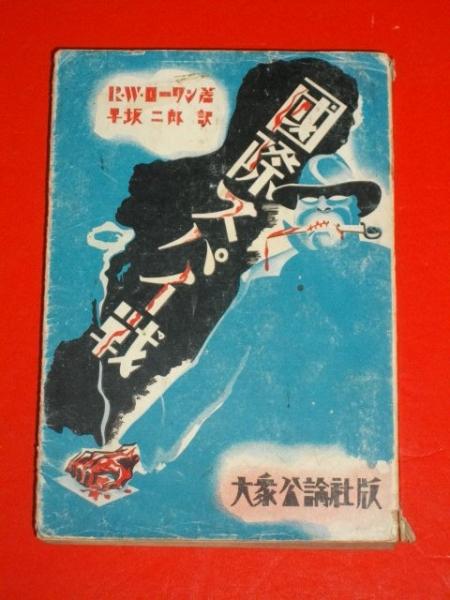 R・W・ローワン著
早坂二郎訳
國際スパイ戦
大衆公論社版